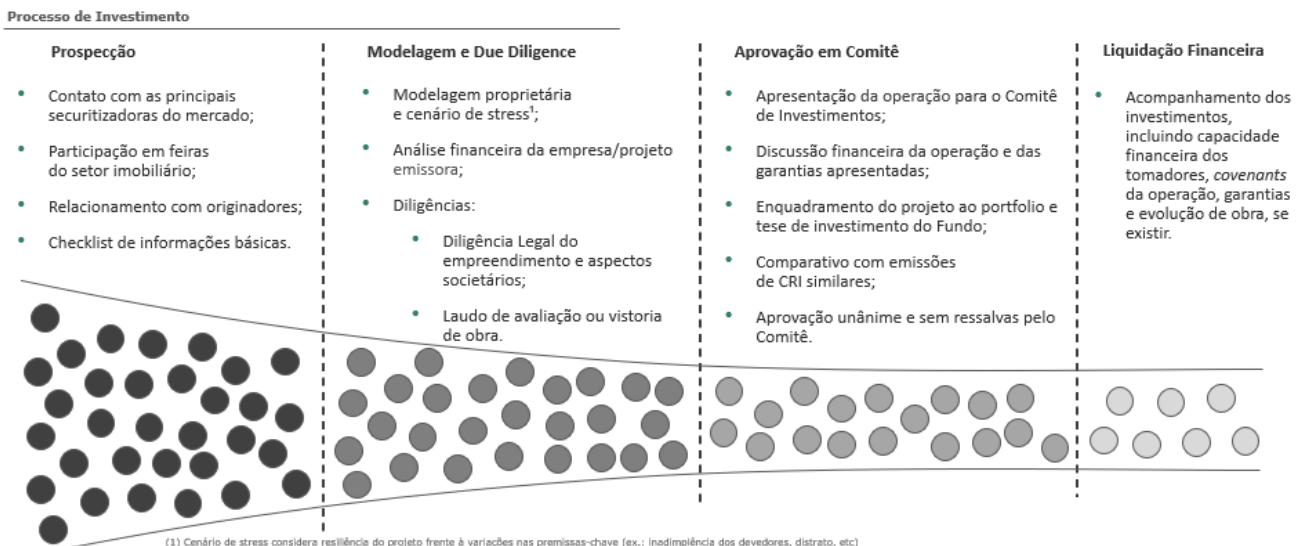 Processo de Investimento
Prospecção
• Contato com as principais
securitizadoras do mercado;
• Participação em feiras
do setor imobiliário;
• Relacionamento com originadores;
• Checklist de informações básicas.
Modelagem e Due Diligence
• Modelagem proprietária
e cenário de stress¹;
• Análise financeira da empresa/projeto
emissora;
• Diligências:
• Diligência Legal do
empreendimento e aspectos
societários;
• Laudo de avaliação ou vistoria
de obra.
Aprovação em Comitê
• Apresentação da operação para o Comitê
de Investimentos;
• Discussão financeira da operação e das
garantias apresentadas;
• Enquadramento do projeto ao portfolio e
tese de investimento do Fundo;
• Comparativo com emissões
de CRI similares;
• Aprovação unânime e sem ressalvas pelo
Comitê.
Liquidação Financeira
• Acompanhamento dos
investimentos,
incluindo capacidade
financeira dos
tomadores, covenants
da operação, garantias
e evolução de obra, se
existir.
(1) Cenário de stress considera resiliência do projeto frente à variações nas premissas-chave (ex.: inadimplência dos devedores, distrato, etc)